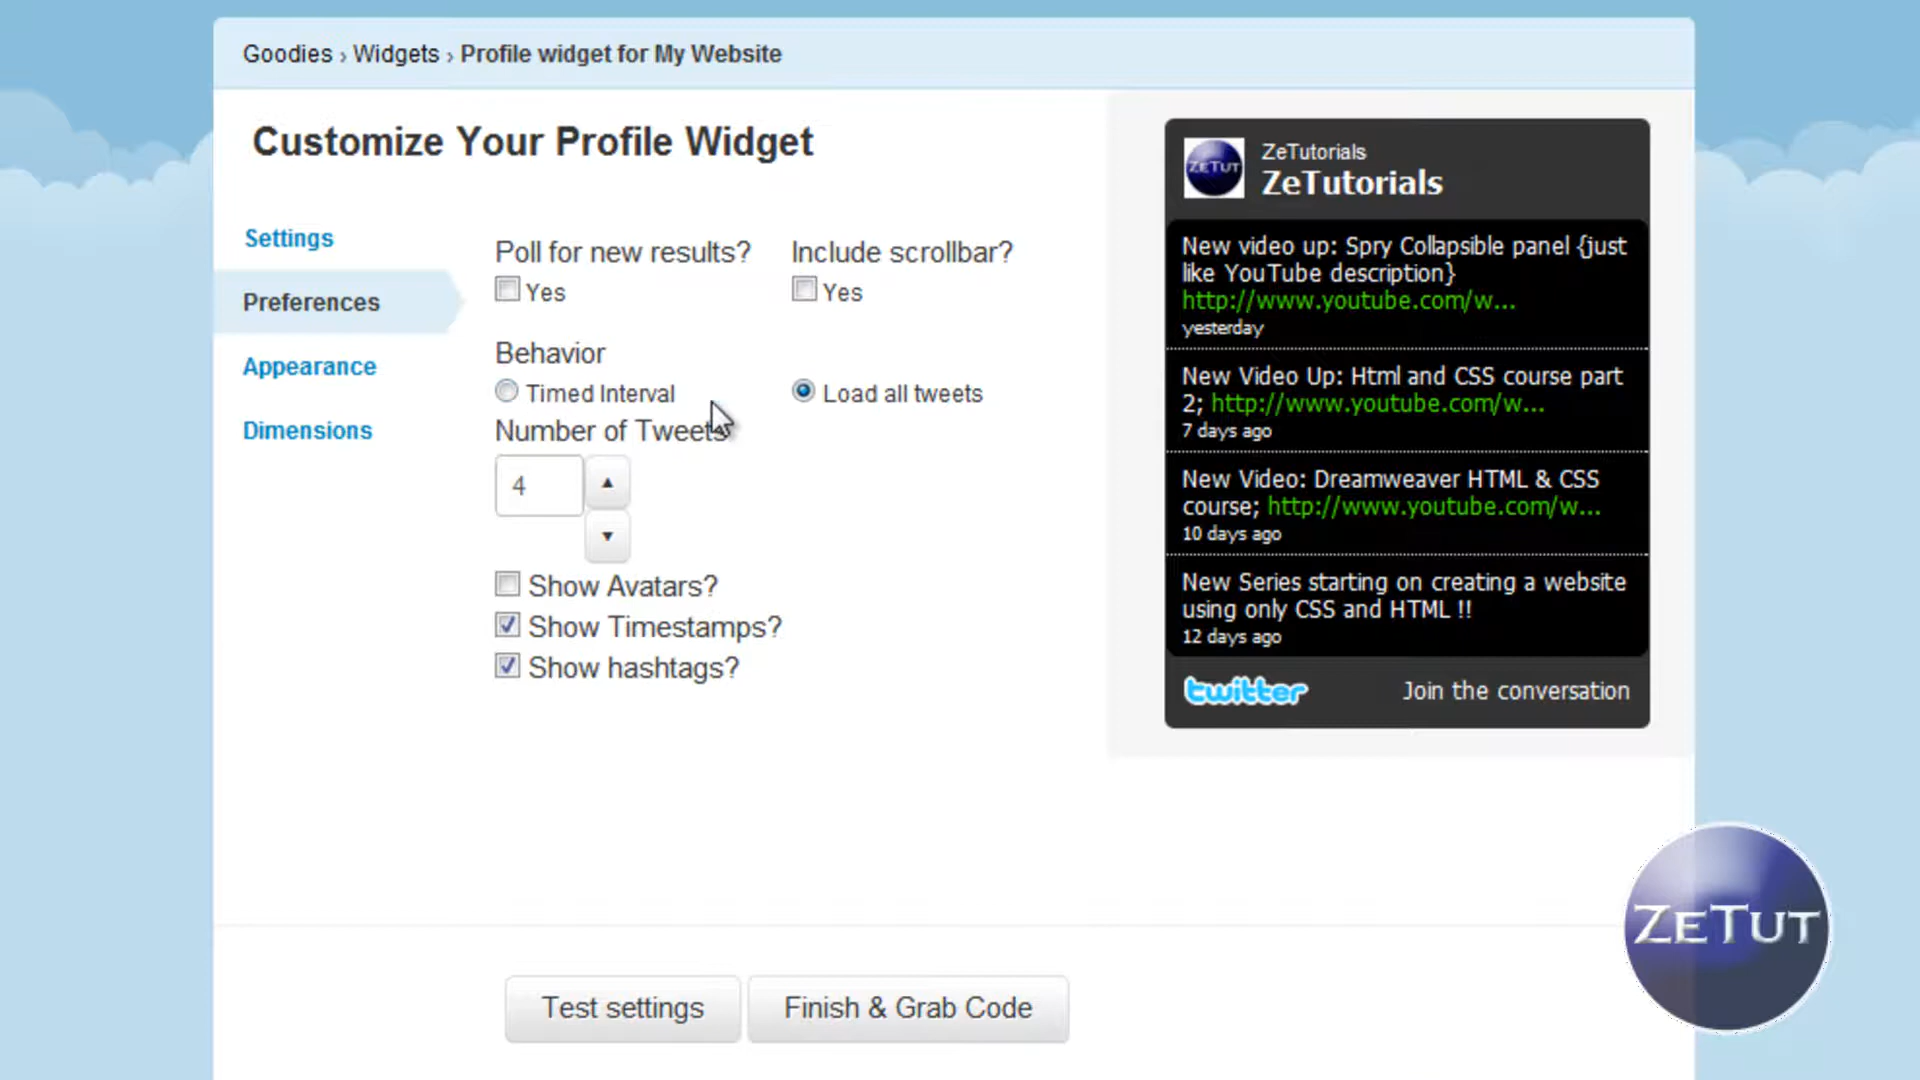 Goodies › Widgets › Profile widget for My Website
Customize Your Profile Widget
Settings
Preferences
Appearance
Dimensions
Poll for new results?
Yes
Include scrollbar?
Yes
Behavior
Timed Interval
Load all tweets
Number of Tweets
4
Show Avatars?
Show Timestamps?
Show hashtags?
Test settings
Finish & Grab Code
ZETUT
ZeTutorials
ZeTutorials
New video up: Spry Collapsible panel {just
like YouTube description}
http://www.youtube.com/w...
yesterday
New Video Up: Html and CSS course part
2; http://www.youtube.com/w...
7 days ago
New Video: Dreamweaver HTML & CSS
course; http://www.youtube.com/w...
10 days ago
New Series starting on creating a website
using only CSS and HTML !!
12 days ago
twitter
Join the conversation
ZETUT